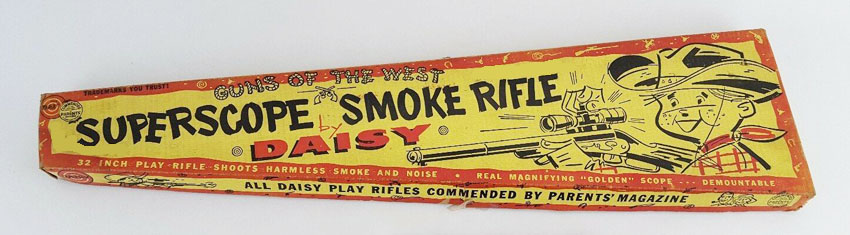 TRADEMARKS YOU TRUST!
GUNS OF THE WEST
SUPERSCOPE SMOKE RIFLE
by
DAISY
32 INCH PLAY-RIFLE-SHOOTS HARMLESS SMOKE AND NOISE • REAL MAGNIFYING "GOLDEN" SCOPE --- DEMOUNTABLE
ALL DAISY PLAY RIFLES COMMENDED BY PARENTS' MAGAZINE